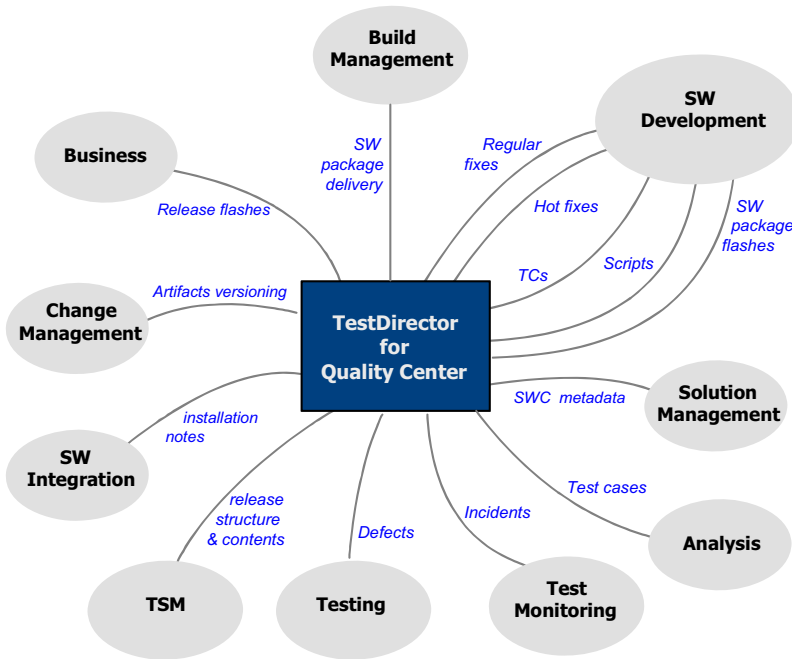 Build
Management
SW
Development
Business
SW
package
delivery
Regular
fixes
Hot fixes
SW
package
flashes
Release flashes
TCs
Scripts
Artifacts versioning
Change
Management
TestDirector
for
Quality Center
SWC metadata
Solution
Management
installation
notes
SW
Integration
release
structure
& contents
Defects
Incidents
Test cases
Analysis
TSM
Testing
Test
Monitoring